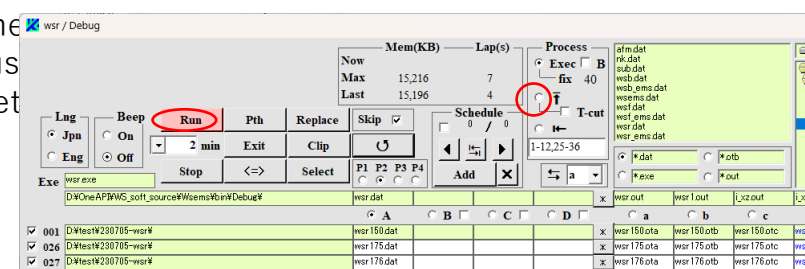 wsr / Debug
ne
us
et
Mem(KB) Lap(s)
Now
Max 15,216 7
Last 15,196 4
Process
Exec B
fix 40
T-cut
1-12,25-36
a
afm.dat
nk.dat
sub.dat
wsb.dat
wsb_ems.dat
wsems.dat
wsf.dat
wsf_ems.dat
wsr.dat
wsr_ems.dat
*.dat *.otb
*.exe *.out
Lng Beep
Jpn On
Eng Off
Run Pth Replace Skip
2 min Exit Clip
Stop <=> Select P1 P2 P3 P4
Schedule
0 / 0
Add X
Exe wsr.exe
D:¥OneAPI¥WS_soft_source¥Wsems¥bin¥Debug¥ wsr.dat x wsr.out wsr1.out i_xz.out
A B C D a b c
001 D:¥test¥230705-wsr¥ wsr150.dat x wsr150.ota wsr150.otb wsr150.otc
026 D:¥test¥230705-wsr¥ wsr175.dat x wsr175.ota wsr175.otb wsr175.otc
027 D:¥test¥230705-wsr¥ wsr176.dat x wsr176.ota wsr176.otb wsr176.otc